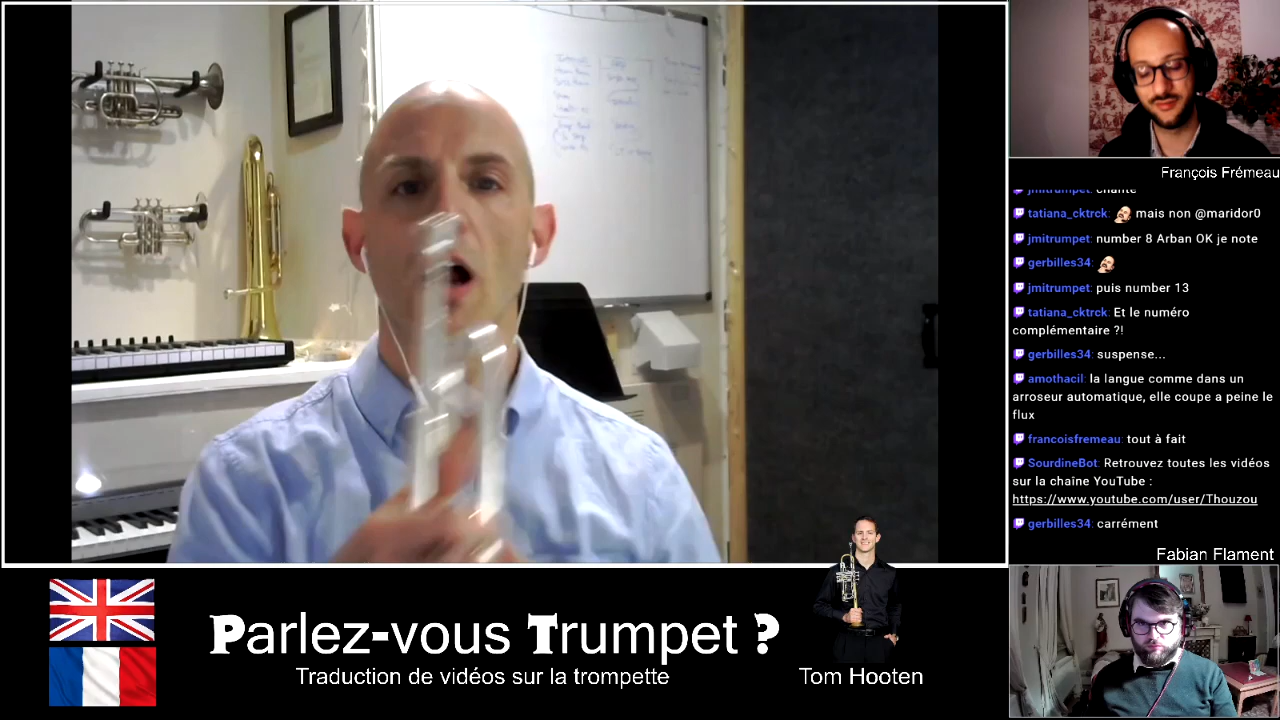 François Frémeau
jmitrumpet: chante
tatiana_cktrck: mais non @maridor0
jmitrumpet: number 8 Arban OK je note
gerbilles34:
jmitrumpet: puis number 13
tatiana_cktrck: Et le numéro
complémentaire ?!
gerbilles34: suspense...
amothacil: la langue comme dans un
arroseur automatique, elle coupe a peine le
flux
francoisfremeau: tout à fait
SourdineBot: Retrouvez toutes les vidéos
sur la chaîne YouTube :
https://www.youtube.com/user/Thouzou
gerbilles34: carrément
Fabian Flament
Parlez-vous Trumpet ?
Traduction de vidéos sur la trompette
Tom Hooten